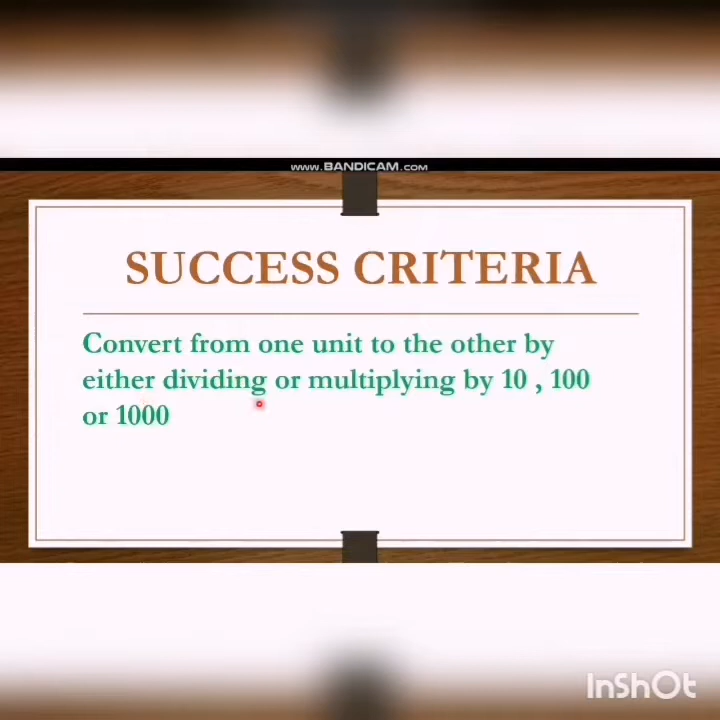 www.BANDICAM.com
SUCCESS CRITERIA
Convert from one unit to the other by
either dividing or multiplying by 10 , 100
or 1000
InShOt